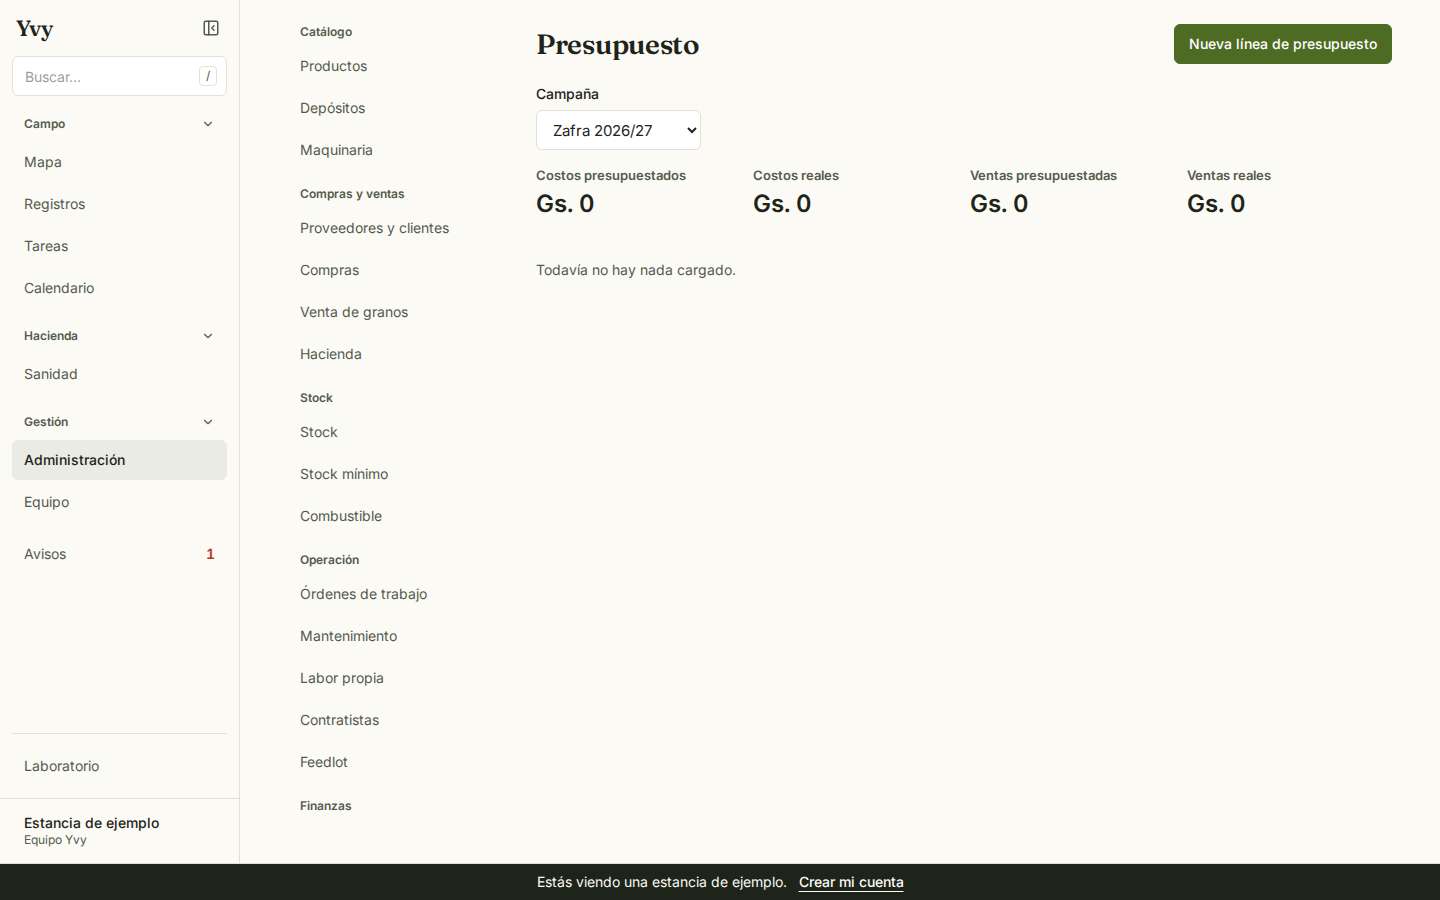 Yvy
Buscar...
/
Campo
Mapa
Registros
Tareas
Calendario
Hacienda
Sanidad
Gestión
Administración
Equipo
Avisos 1
Laboratorio
Estancia de ejemplo
Equipo Yvy
Catálogo
Productos
Depósitos
Maquinaria
Compras y ventas
Proveedores y clientes
Compras
Venta de granos
Hacienda
Stock
Stock
Stock mínimo
Combustible
Operación
Órdenes de trabajo
Mantenimiento
Labor propia
Contratistas
Feedlot
Finanzas
Presupuesto
Nueva línea de presupuesto
Campaña
Zafra 2026/27
Costos presupuestados
Gs. 0
Costos reales
Gs. 0
Ventas presupuestadas
Gs. 0
Ventas reales
Gs. 0
Todavía no hay nada cargado.
Estás viendo una estancia de ejemplo. Crear mi cuenta